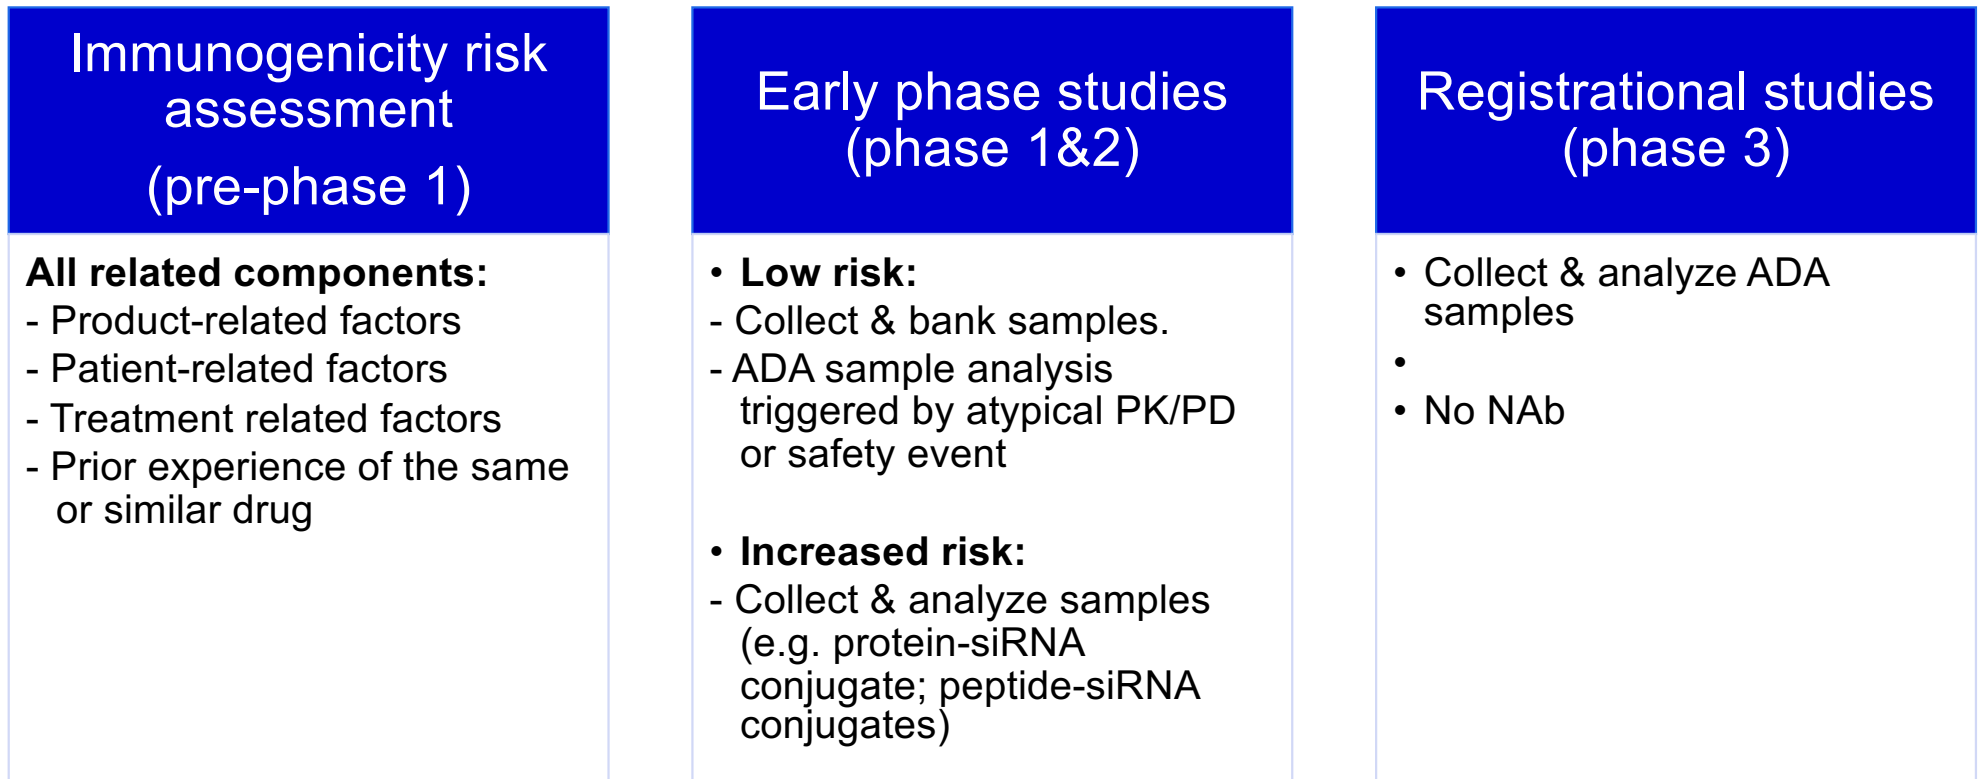 Immunogenicity risk
assessment
(pre-phase 1)
All related components:
- Product-related factors
- Patient-related factors
- Treatment related factors
- Prior experience of the same
or similar drug
Early phase studies
(phase 1&2)
• Low risk:
- Collect & bank samples.
- ADA sample analysis
triggered by atypical PK/PD
or safety event
• Increased risk:
- Collect & analyze samples
(e.g. protein-siRNA
conjugate; peptide-siRNA
conjugates)
Registrational studies
(phase 3)
• Collect & analyze ADA
samples
•
• No NAb